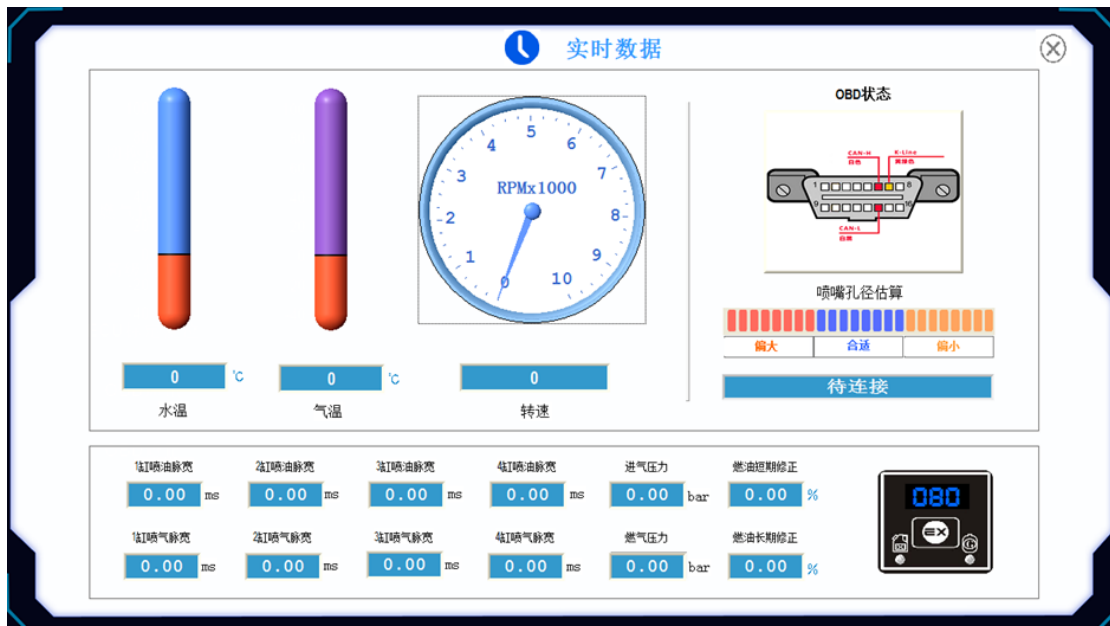 实时数据
OBD状态
CAN-H
白色
K-Line
1
8
9
16
CAN-L
喷嘴孔径估算
偏大 合适 偏小
待连接
0 1 2 3 4 5 6 7 8 9 10
RPMx1000
0 ℃
0 ℃
0
水温 气温 转速
1缸喷油脉宽 2缸喷油脉宽 3缸喷油脉宽 4缸喷油脉宽 进气压力 燃油短期修正
0.00 ms 0.00 ms 0.00 ms 0.00 ms 0.00 bar 0.00 %
1缸喷气脉宽 2缸喷气脉宽 3缸喷气脉宽 4缸喷气脉宽 燃气压力 燃油长期修正
0.00 ms 0.00 ms 0.00 ms 0.00 ms 0.00 bar 0.00 %
080
EX